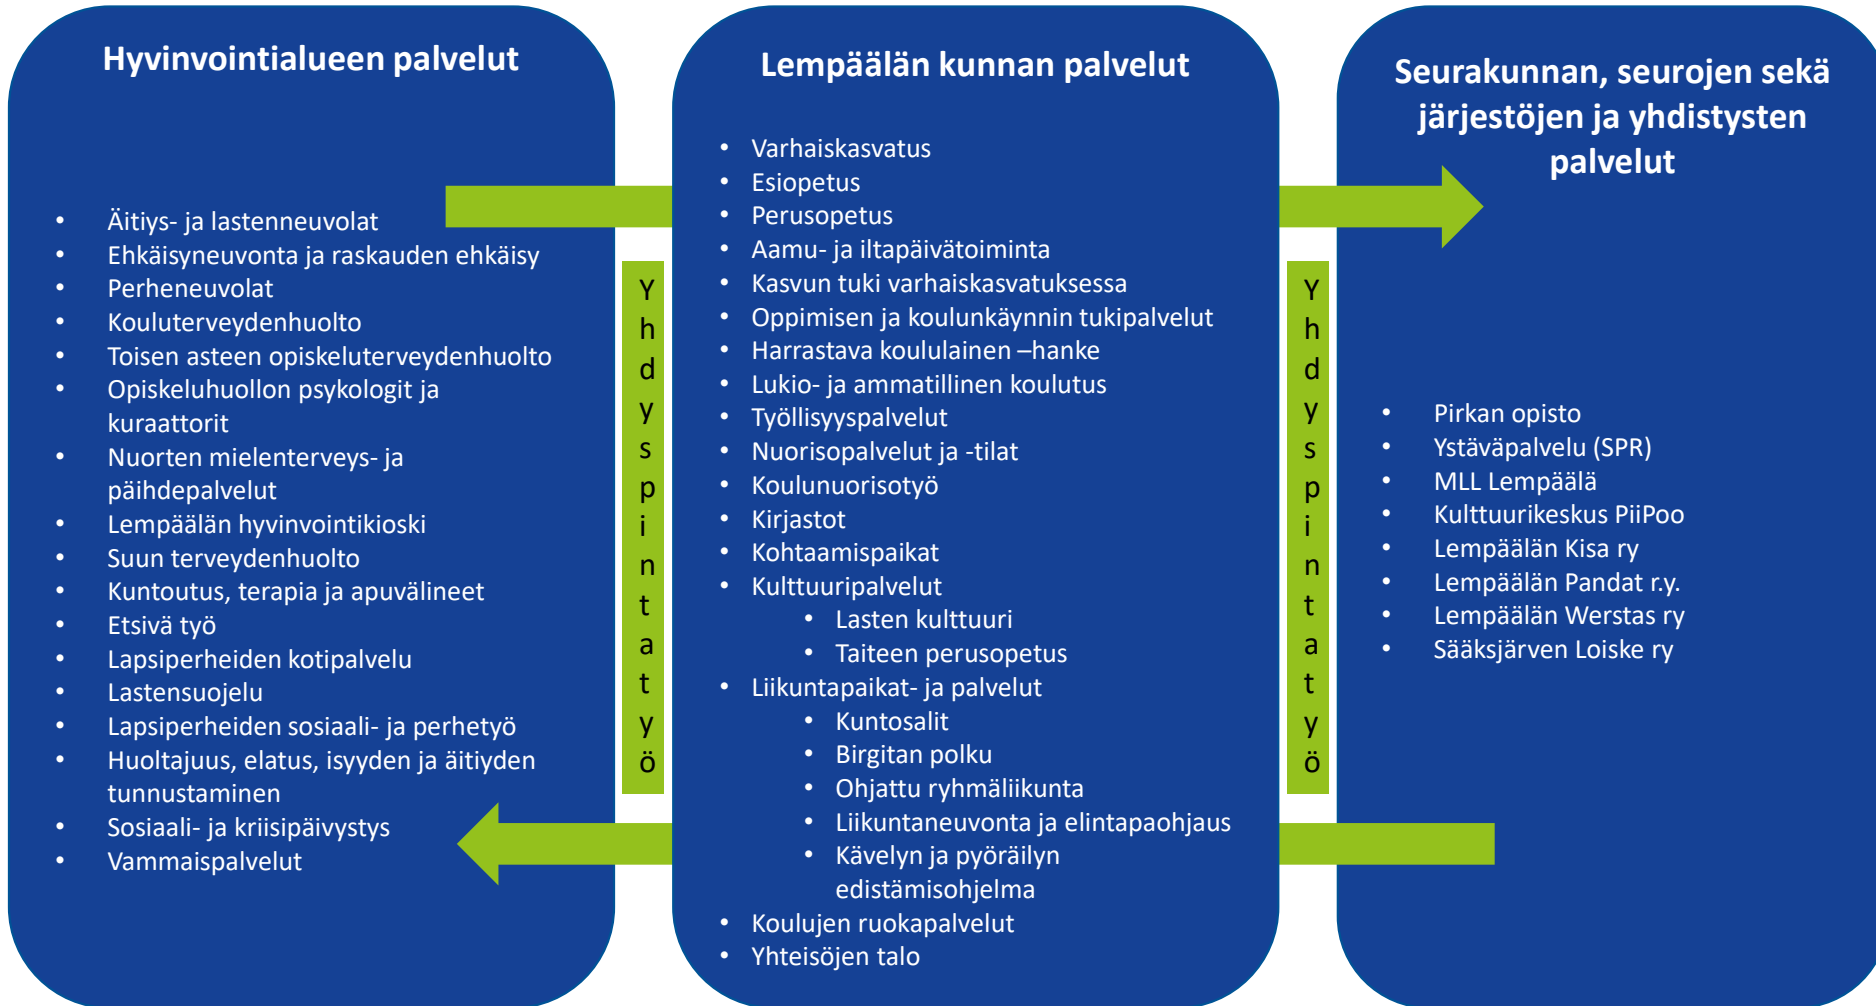 Hyvinvointialueen palvelut
• Äitiys- ja lastenneuvolat
• Ehkäisyneuvonta ja raskauden ehkäisy
• Perheneuvolat
• Kouluterveydenhuolto
• Toisen asteen opiskeluterveydenhuolto
• Opiskeluhuollon psykologit ja
kuraattorit
• Nuorten mielenterveys- ja
päihdepalvelut
• Lempäälän hyvinvointikioski
• Suun terveydenhuolto
• Kuntoutus, terapia ja apuvälineet
• Etsivä työ
• Lapsiperheiden kotipalvelu
• Lastensuojelu
• Lapsiperheiden sosiaali- ja perhetyö
• Huoltajuus, elatus, isyyden ja äitiyden
tunnustaminen
• Sosiaali- ja kriisipäivystys
• Vammaispalvelut
Yhdyspintatyö
Lempäälän kunnan palvelut
• Varhaiskasvatus
• Esiopetus
• Perusopetus
• Aamu- ja iltapäivätoiminta
• Kasvun tuki varhaiskasvatuksessa
• Oppimisen ja koulunkäynnin tukipalvelut
• Harrastava koululainen –hanke
• Lukio- ja ammatillinen koulutus
• Työllisyyspalvelut
• Nuorisopalvelut ja -tilat
• Koulunuorisotyö
• Kirjastot
• Kohtaamispaikat
• Kulttuuripalvelut
• Lasten kulttuuri
• Taiteen perusopetus
• Liikuntapaikat- ja palvelut
• Kuntosalit
• Birgitan polku
• Ohjattu ryhmäliikunta
• Liikuntaneuvonta ja elintapaohjaus
• Kävelyn ja pyöräilyn
edistämisohjelma
• Koulujen ruokapalvelut
• Yhteisöjen talo
Yhdyspintatyö
Seurakunnan, seurojen sekä
järjestöjen ja yhdistysten
palvelut
• Pirkan opisto
• Ystäväpalvelu (SPR)
• MLL Lempäälä
• Kulttuurikeskus PiiPoo
• Lempäälän Kisa ry
• Lempäälän Pandat r.y.
• Lempäälän Werstas ry
• Sääksjärven Loiske ry